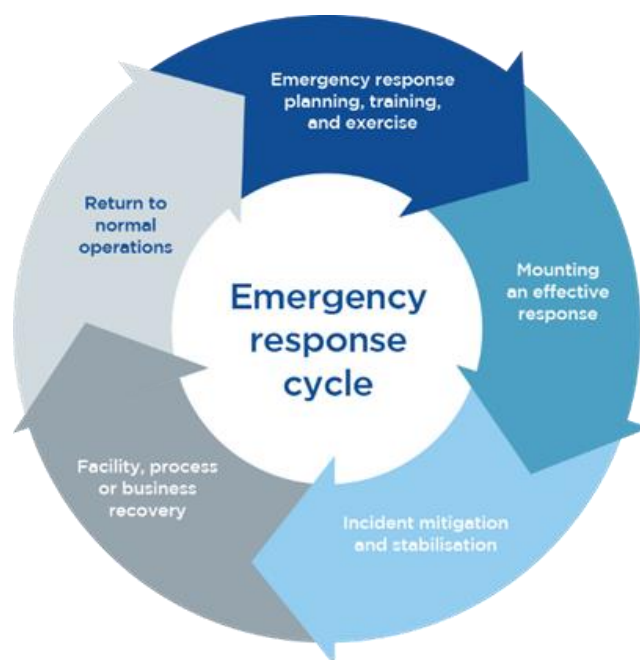 Emergency response
planning, training,
and exercise
Mounting
an effective
response
Incident mitigation
and stabilisation
Facility, process
or business
recovery
Return to
normal
operations
Emergency
response
cycle